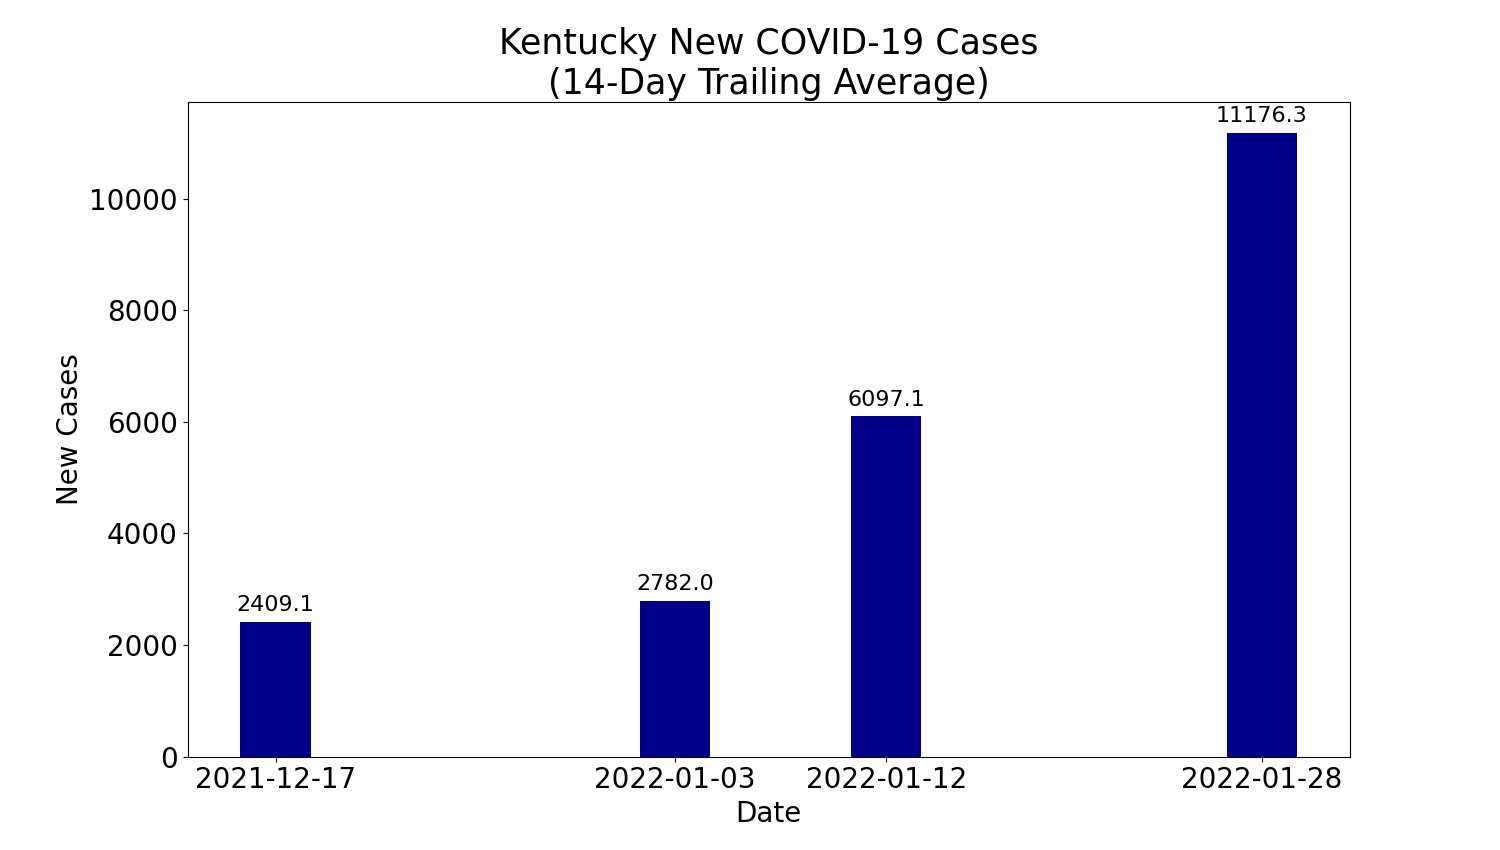 Kentucky New COVID-19 Cases
(14-Day Trailing Average)
11176.3
10000
8000
6097.1
6000
New Cases
4000
2782.0
2409.1
2000
0
2021-12-17 2022-01-03 2022-01-12 2022-01-28
Date